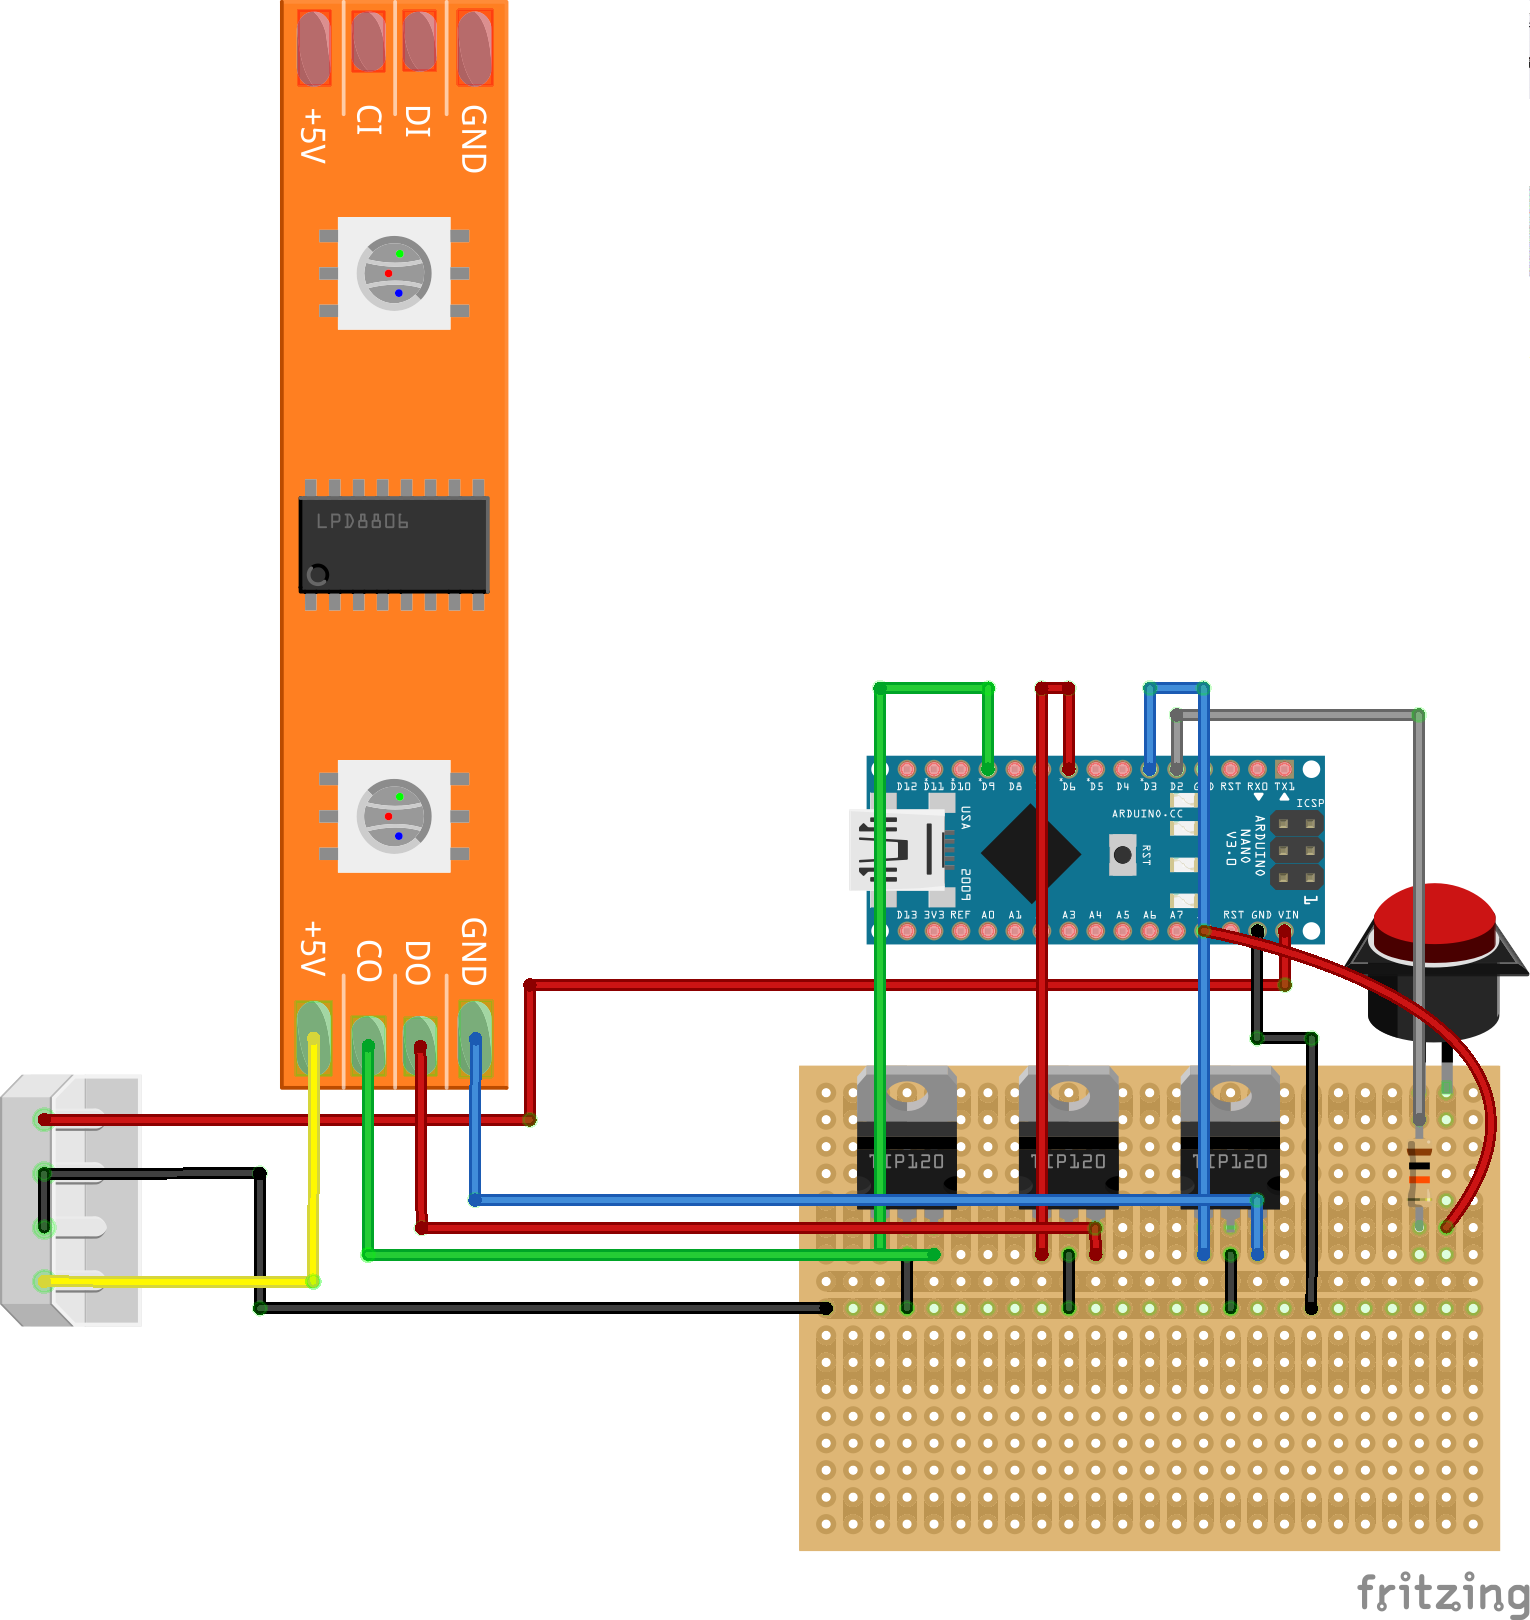 +5V CI DI GND
LPD8806
+5V CO DO GND
D12 D11 D10 D9 D8 D6 D5 D4 D3 D2 RST RX0 TX1
ICSP
USA
ARDUINO.CC
RST
ARDUINO
NANO
V3.0
2009
1
D13 3V3 REF A0 A1 A3 A4 A5 A6 A7 RST GND VIN
TIP120 TIP120 TIP120
fritzing